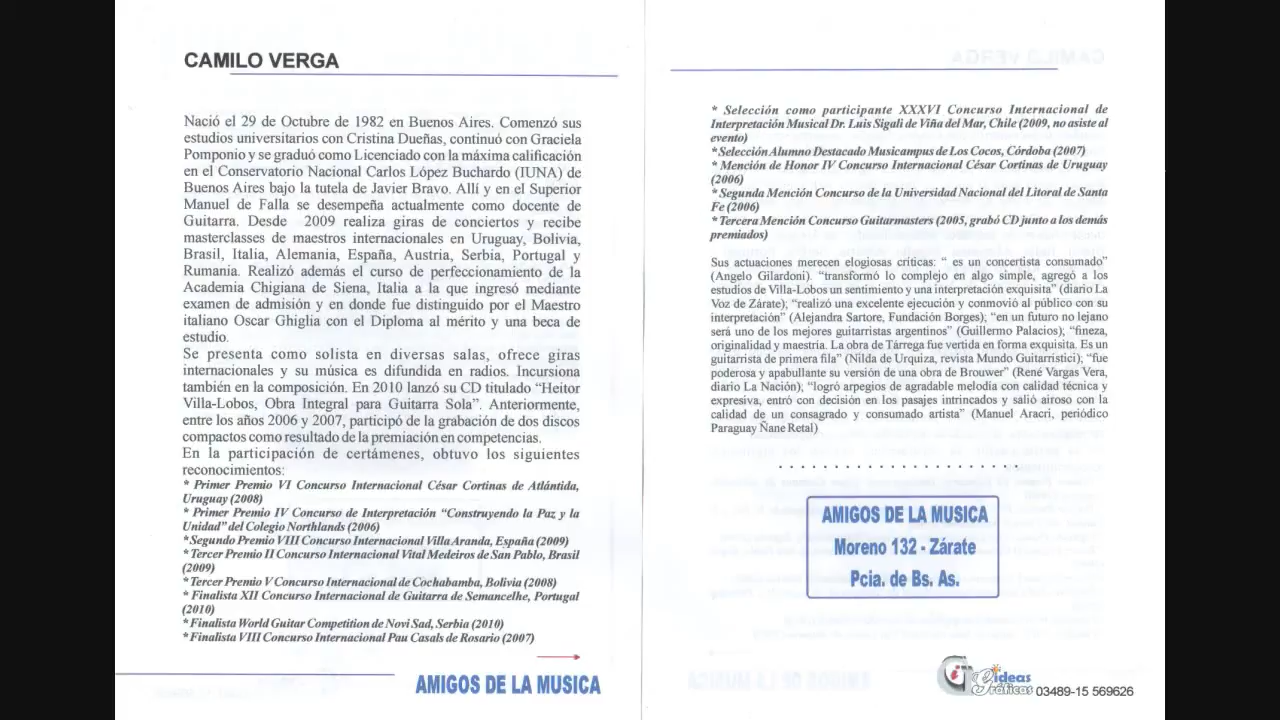 CAMILO VERGA
Nació el 29 de Octubre de 1982 en Buenos Aires. Comenzó sus
estudios universitarios con Cristina Dueñas, continuó con Graciela
Pomponio y se graduó como Licenciado con la máxima calificación
en el Conservatorio Nacional Carlos López Buchardo (IUNA) de
Buenos Aires bajo la tutela de Javier Bravo. Allí y en el Superior
Manuel de Falla se desempeña actualmente como docente de
Guitarra. Desde 2009 realiza giras de conciertos y recibe
masterclasses de maestros internacionales en Uruguay, Bolivia,
Brasil, Italia, Alemania, España, Austria, Serbia, Portugal y
Rumania. Realizó además el curso de perfeccionamiento de la
Academia Chigiana de Siena, Italia a la que ingresó mediante
examen de admisión y en donde fue distinguido por el Maestro
italiano Oscar Ghiglia con el Diploma al mérito y una beca de
estudio.
Se presenta como solista en diversas salas, ofrece giras
internacionales y su música es difundida en radios. Incursiona
también en la composición. En 2010 lanzó su CD titulado “Heitor
Villa-Lobos, Obra Integral para Guitarra Sola”. Anteriormente,
entre los años 2006 y 2007, participó de la grabación de dos discos
compactos como resultado de la premiación en competencias.
En la participación de certámenes, obtuvo los siguientes
reconocimientos:
* Primer Premio VI Concurso Internacional César Cortinas de Atlántida,
Uruguay (2008)
* Primer Premio IV Concurso de Interpretación “Construyendo la Paz y la
Unidad” del Colegio Northlands (2006)
*Segundo Premio VIII Concurso Internacional Villa Aranda, España (2009)
* Tercer Premio II Concurso Internacional Vital Medeiros de San Pablo, Brasil
(2009)
* Tercer Premio V Concurso Internacional de Cochabamba, Bolivia (2008)
* Finalista XII Concurso Internacional de Guitarra de Sernancelhe, Portugal
(2010)
* Finalista World Guitar Competition de Novi Sad, Serbia (2010)
* Finalista VIII Concurso Internacional Pau Casals de Rosario (2007)
AMIGOS DE LA MUSICA
* Selección como participante XXXVI Concurso Internacional de
Interpretación Musical Dr. Luis Sigali de Viña del Mar, Chile (2009, no asiste al
evento)
*Selección Alumno Destacado Musicampus de Los Cocos, Córdoba (2007)
* Mención de Honor IV Concurso Internacional César Cortinas de Uruguay
(2006)
* Segunda Mención Concurso de la Universidad Nacional del Litoral de Santa
Fe (2006)
* Tercera Mención Concurso Guitarmasters (2005, grabó CD junto a los demás
premiados)
Sus actuaciones merecen elogiosas críticas: “ es un concertista consumado”
(Angelo Gilardoni). “transformó lo complejo en algo simple, agregó a los
estudios de Villa-Lobos un sentimiento y una interpretación exquisita” (diario La
Voz de Zárate); “realizó una excelente ejecución y conmovió al público con su
interpretación” (Alejandra Sartore, Fundación Borges); “en un futuro no lejano
será uno de los mejores guitarristas argentinos” (Guillermo Palacios); “fineza,
originalidad y maestría. La obra de Tárrega fue vertida en forma exquisita. Es un
guitarrista de primera fila” (Nilda de Urquiza, revista Mundo Guitarrístici); “fue
poderosa y apabullante su versión de una obra de Brouwer” (René Vargas Vera,
diario La Nación); “logró arpegios de agradable melodía con calidad técnica y
expresiva, entró con decisión en los pasajes intrincados y salió airoso con la
calidad de un consagrado y consumado artista” (Manuel Aracri, periódico
Paraguay Ñane Retal)
AMIGOS DE LA MUSICA
Moreno 132 - Zárate
Pcia. de Bs. As.
ideas
Gráficas 03489-15 569626